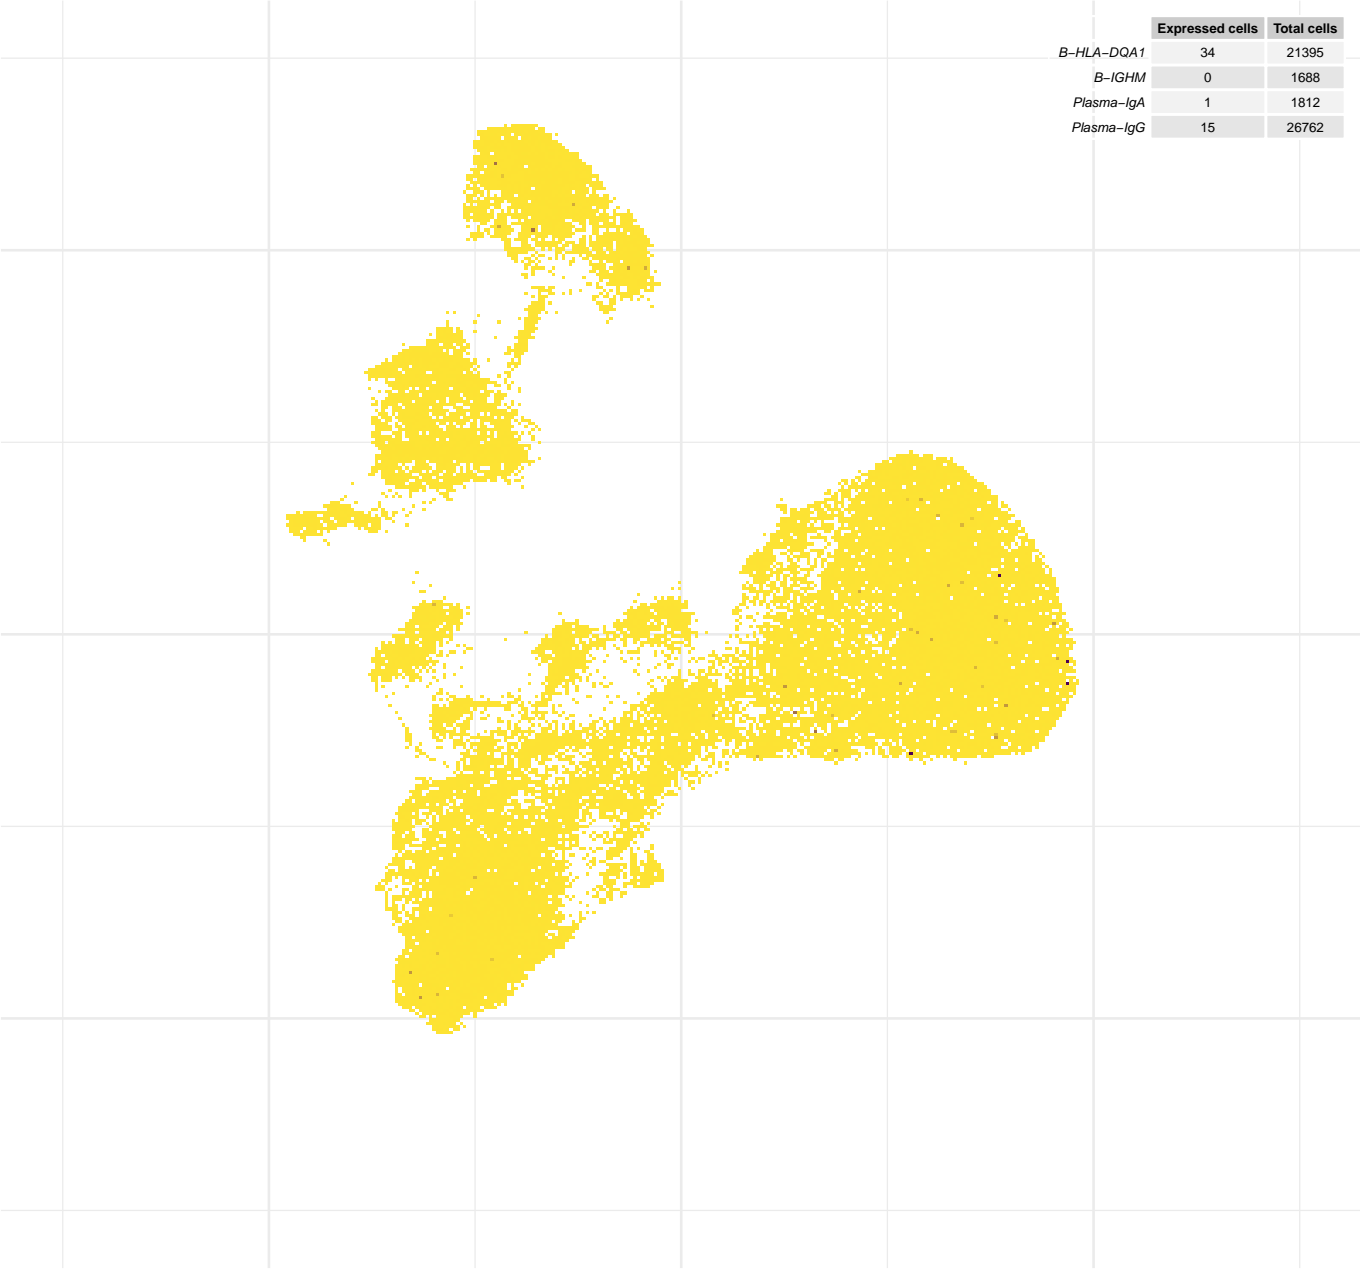 Expressed cells Total cells
B−HLA−DQA1 34 21395
B−IGHM 0 1688
Plasma−IgA 1 1812
Plasma−IgG 15 26762